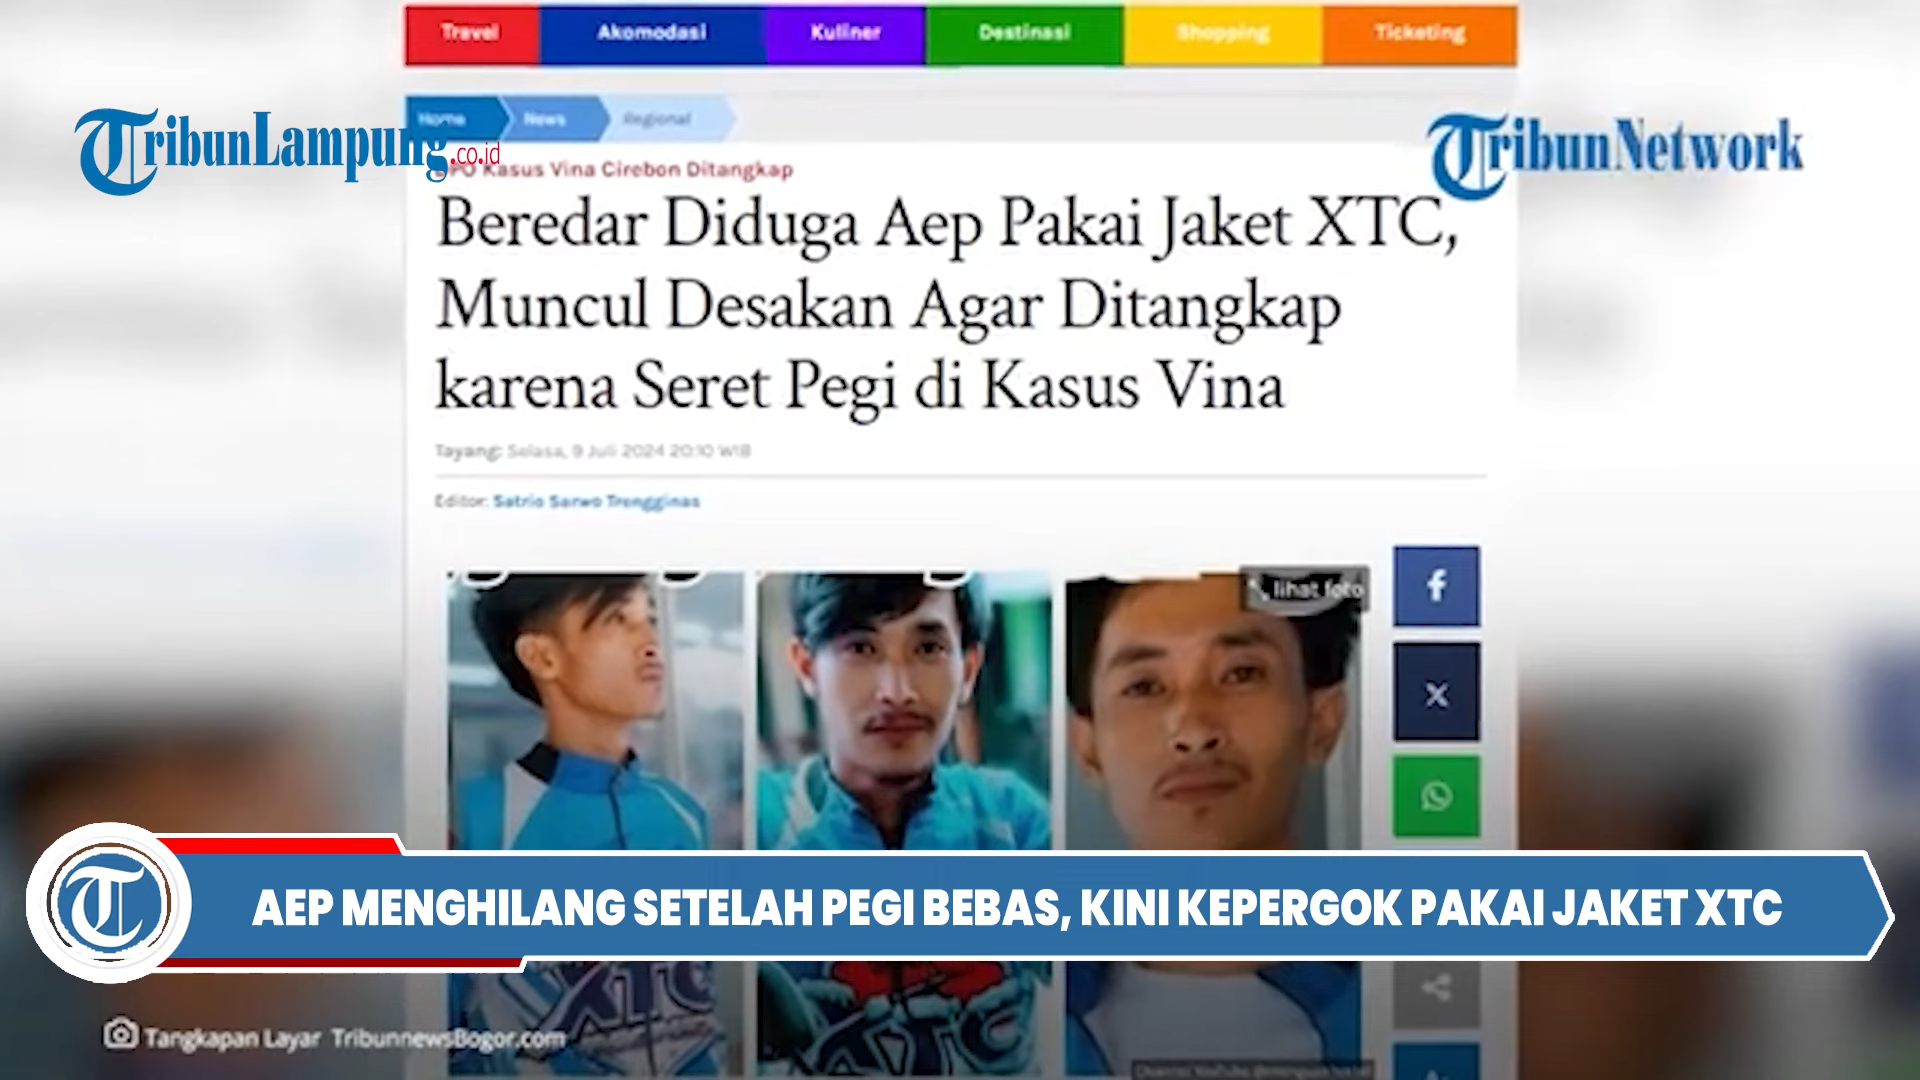 Travel Akomodasi Kuliner Destinasi Shopping Ticketing
Home News Regional
TribunLampung.co.id
TribunNetwork
DPO Kasus Vina Cirebon Ditangkap
Beredar Diduga Aep Pakai Jaket XTC,
Muncul Desakan Agar Ditangkap
karena Seret Pegi di Kasus Vina
Tayang: Selasa, 9 Juli 2024 20:10 WIB
Editor: Satrio Sarwo Trengginas
lihat foto
AEP MENGHILANG SETELAH PEGI BEBAS, KINI KEPERGOK PAKAI JAKET XTC
XTC
XTC
Tangkapan Layar TribunnewsBogor.com